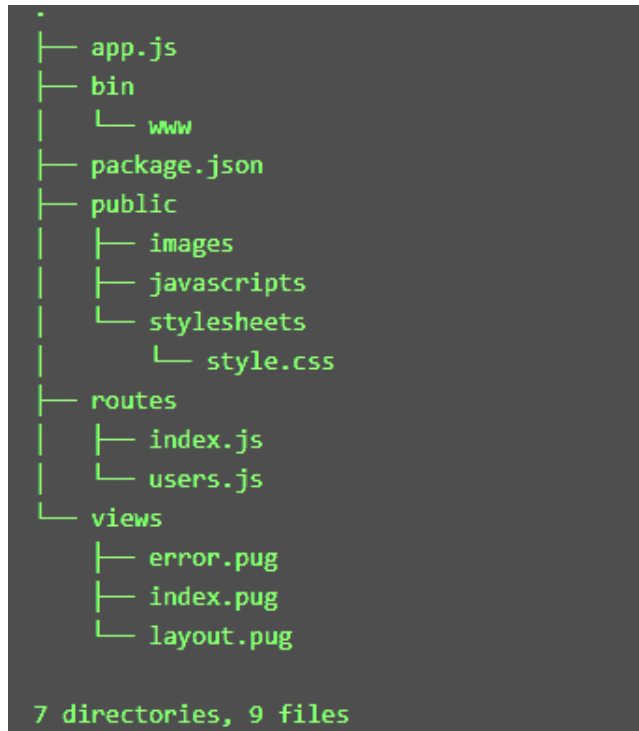 .
├── app.js
├── bin
│   └── www
├── package.json
├── public
│   ├── images
│   ├── javascripts
│   └── stylesheets
│       └── style.css
├── routes
│   ├── index.js
│   └── users.js
└── views
    ├── error.pug
    ├── index.pug
    └── layout.pug

7 directories, 9 files